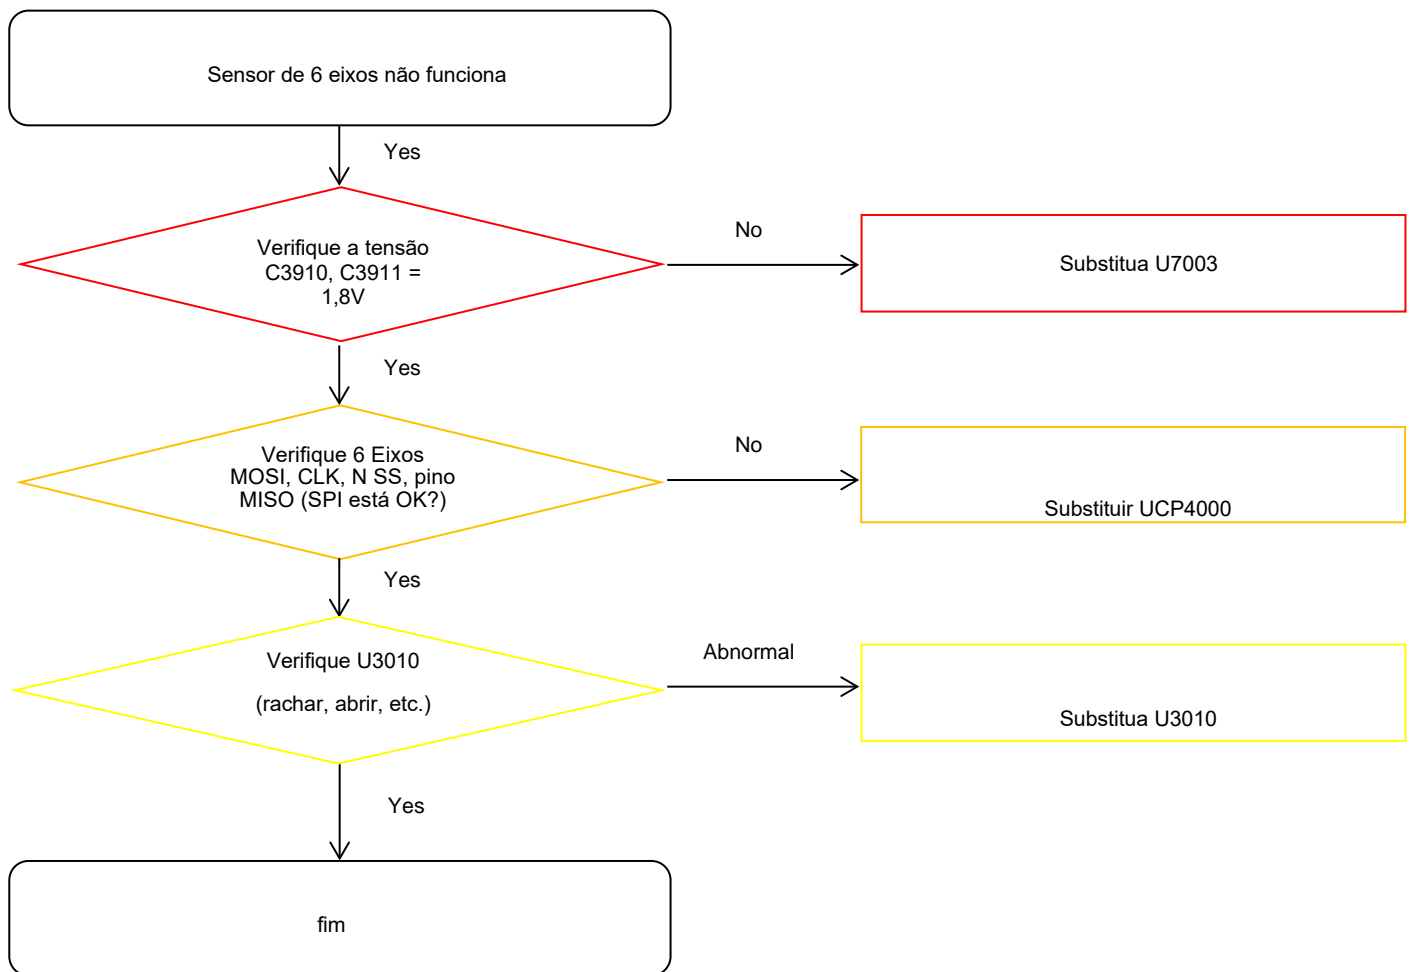 Sensor de 6 eixos não funciona
Yes
Verifique a tensão
C3910, C3911 =
1,8V
No
Substitua U7003
Yes
Verifique 6 Eixos
MOSI, CLK, N SS, pino
MISO (SPI está OK?)
No
Substituir UCP4000
Yes
Verifique U3010
(rachar, abrir, etc.)
Abnormal
Substitua U3010
Yes
fim